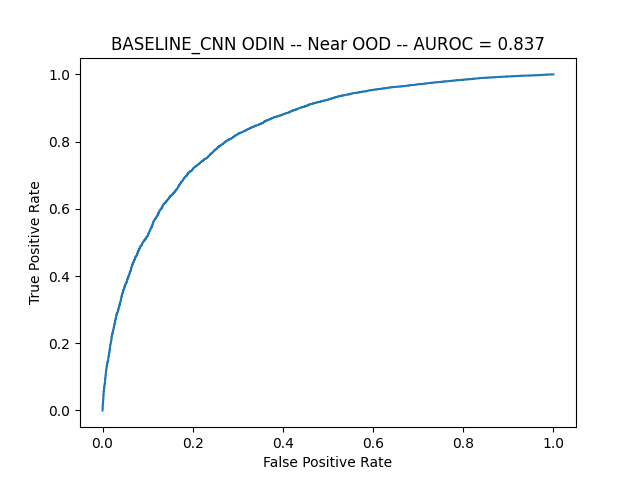 BASELINE_CNN ODIN -- Near OOD -- AUROC = 0.837
1.0
0.8
0.6
0.4
0.2
0.0
True Positive Rate
0.0 0.2 0.4 0.6 0.8 1.0
False Positive Rate